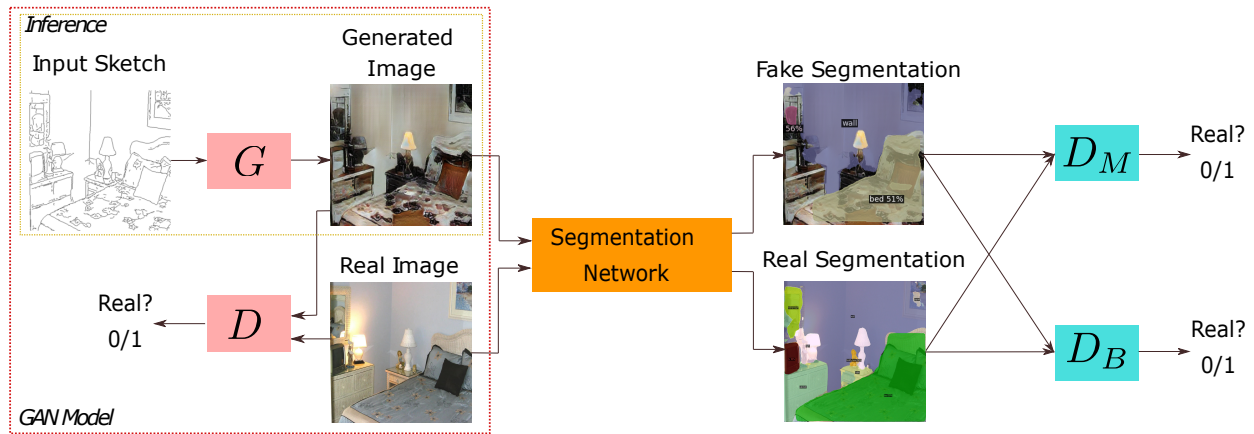 Inference
Input Sketch
Generated
Image
G
Real Image
Real?
0/1
D
GAN Model
Segmentation
Network
Fake Segmentation
56%
wall
bed 51%
Real Segmentation
D_M
Real?
0/1
D_B
Real?
0/1